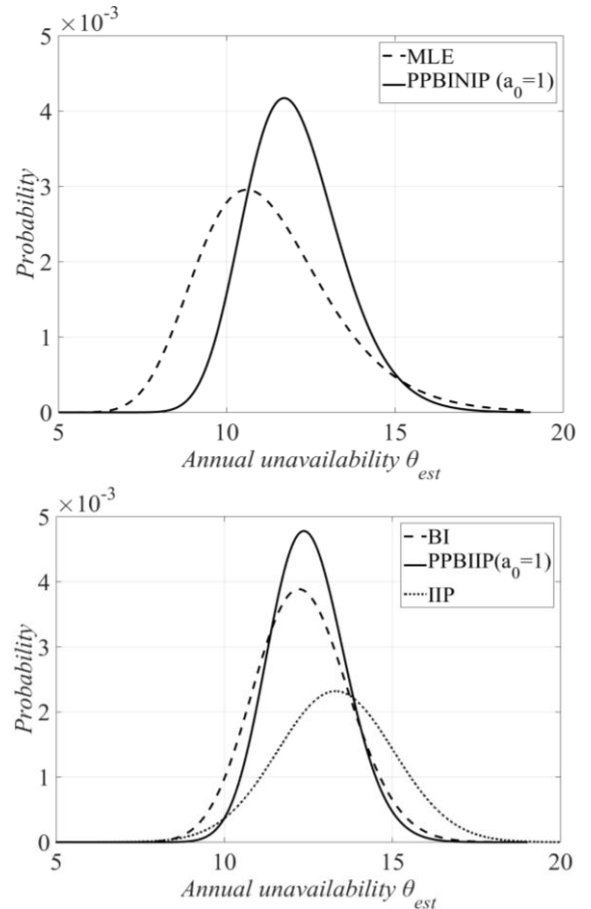 ×10⁻³
5
4
3
2
1
0
Probability
MLE
PPBINIP (a₀=1)
5 10 15 20
Annual unavailability θ_est
×10⁻³
5
4
3
2
1
0
Probability
BI
PPBIIP(a₀=1)
IIP
5 10 15 20
Annual unavailability θ_est